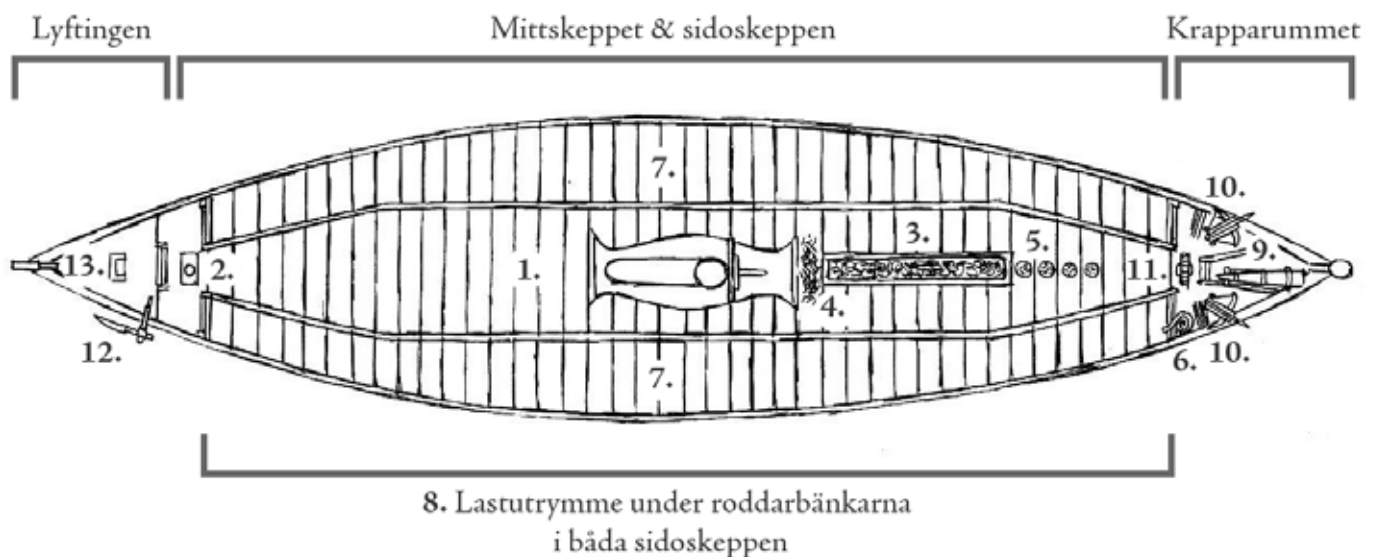 Lyftingen
Mittskeppet & sidoskeppen
Krapparummet
7.
10.
3.
5.
13.
2.
1.
11.
9.
4.
12.
7.
6.
10.
8. Lastutrymme under roddarbänkarna
i båda sidoskeppen